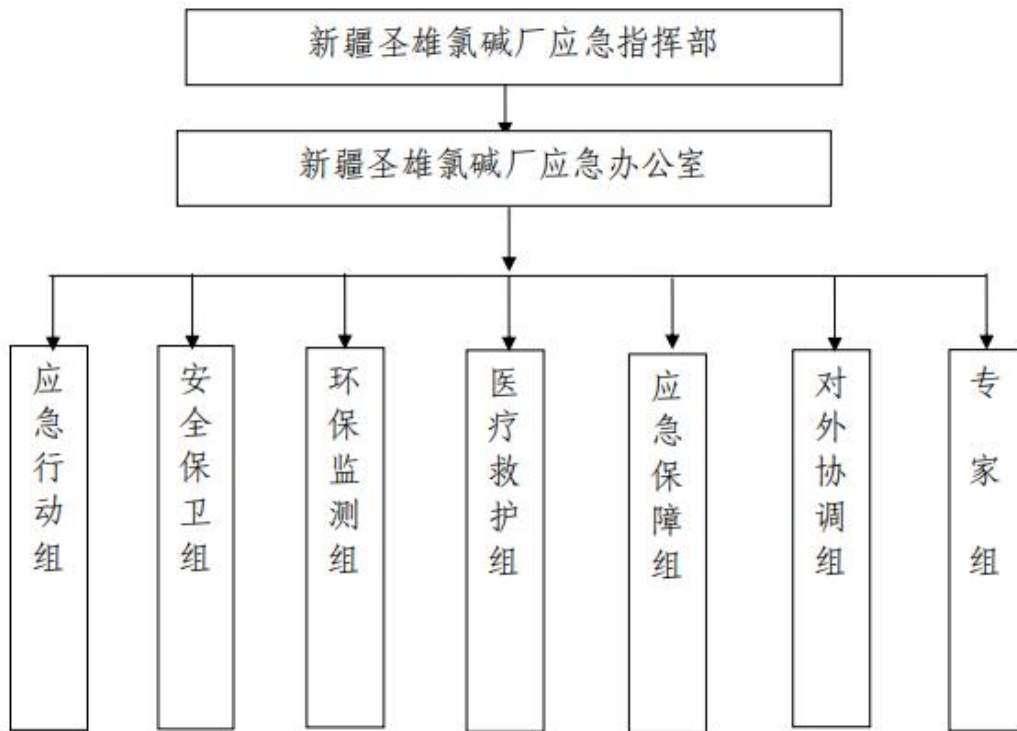 新疆圣雄氯碱厂应急指挥部
新疆圣雄氯碱厂应急办公室
应急行动组
安全保卫组
环保监测组
医疗救护组
应急保障组
对外协调组
专家组